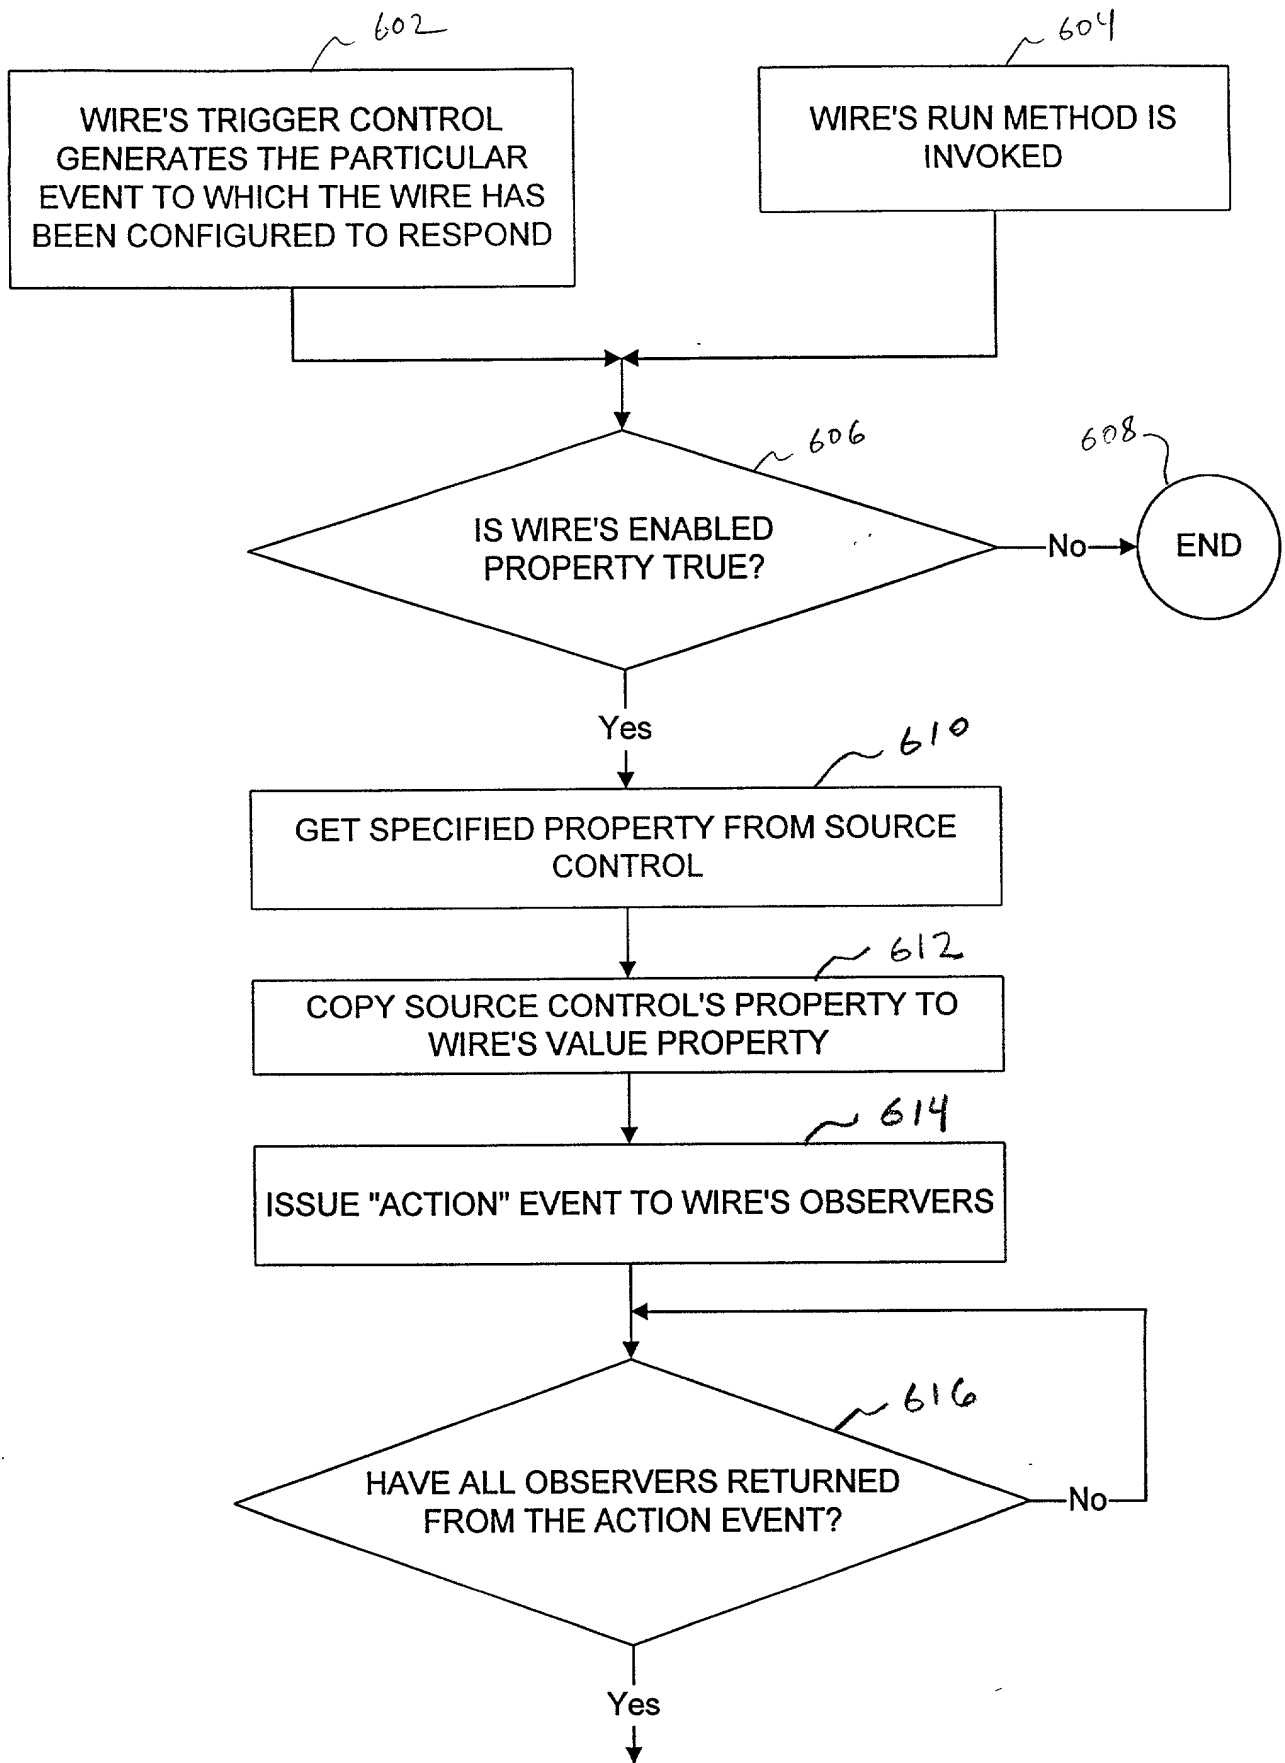 602
604
WIRE'S TRIGGER CONTROL
GENERATES THE PARTICULAR
EVENT TO WHICH THE WIRE HAS
BEEN CONFIGURED TO RESPOND
WIRE'S RUN METHOD IS
INVOKED
606
608
IS WIRE'S ENABLED
PROPERTY TRUE?
No
END
Yes
610
GET SPECIFIED PROPERTY FROM SOURCE
CONTROL
612
COPY SOURCE CONTROL'S PROPERTY TO
WIRE'S VALUE PROPERTY
614
ISSUE "ACTION" EVENT TO WIRE'S OBSERVERS
616
HAVE ALL OBSERVERS RETURNED
FROM THE ACTION EVENT?
No
Yes